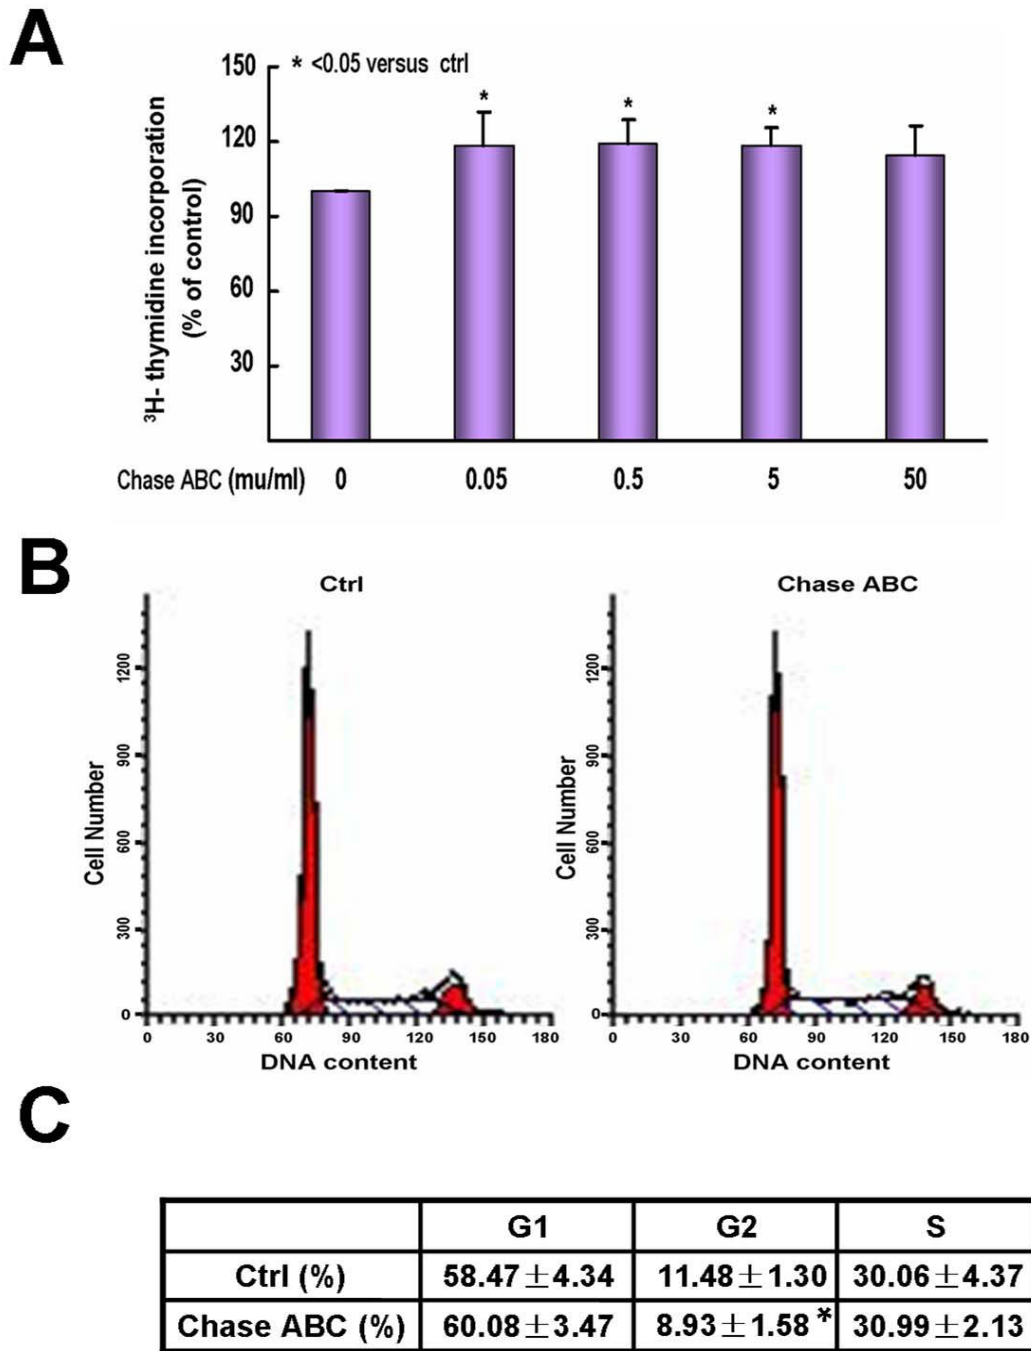 A
* <0.05 versus ctrl
150
120
90
60
30
³H- thymidine incorporation
(% of control)
*
*
*
Chase ABC (mu/ml) 0 0.05 0.5 5 50
B
Ctrl
Cell Number
1200
900
600
300
0
0 30 60 90 120 150 180
DNA content
Chase ABC
Cell Number
1200
900
600
300
0
0 30 60 90 120 150 180
DNA content
C
G1 G2 S
Ctrl (%) 58.47±4.34 11.48±1.30 30.06±4.37
Chase ABC (%) 60.08±3.47 8.93±1.58 * 30.99±2.13